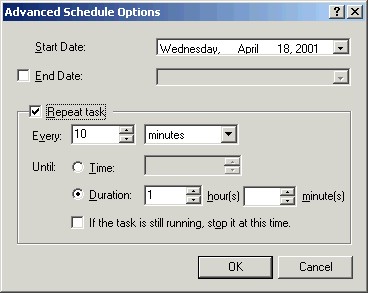 Advanced Schedule Options
Start Date: Wednesday, April 18, 2001
End Date:
Repeat task
Every: 10 minutes
Until: Time:
Duration: 1 hour(s) minute(s)
If the task is still running, stop it at this time.
OK Cancel